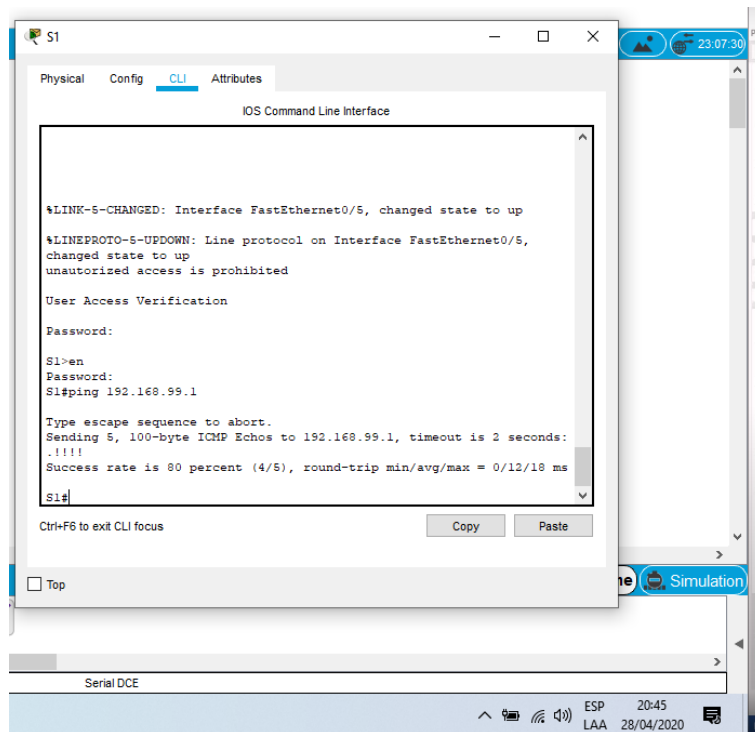 S1
23:07:30
Physical Config CLI Attributes
IOS Command Line Interface
%LINK-5-CHANGED: Interface FastEthernet0/5, changed state to up
%LINEPROTO-5-UPDOWN: Line protocol on Interface FastEthernet0/5,
changed state to up
unautorized access is prohibited
User Access Verification
Password:
S1>en
Password:
S1#ping 192.168.99.1
Type escape sequence to abort.
Sending 5, 100-byte ICMP Echos to 192.168.99.1, timeout is 2 seconds:
.!!!!
Success rate is 80 percent (4/5), round-trip min/avg/max = 0/12/18 ms
S1#
Ctrl+F6 to exit CLI focus
Copy Paste
Top
Simulation
Serial DCE
ESP 20:45
LAA 28/04/2020